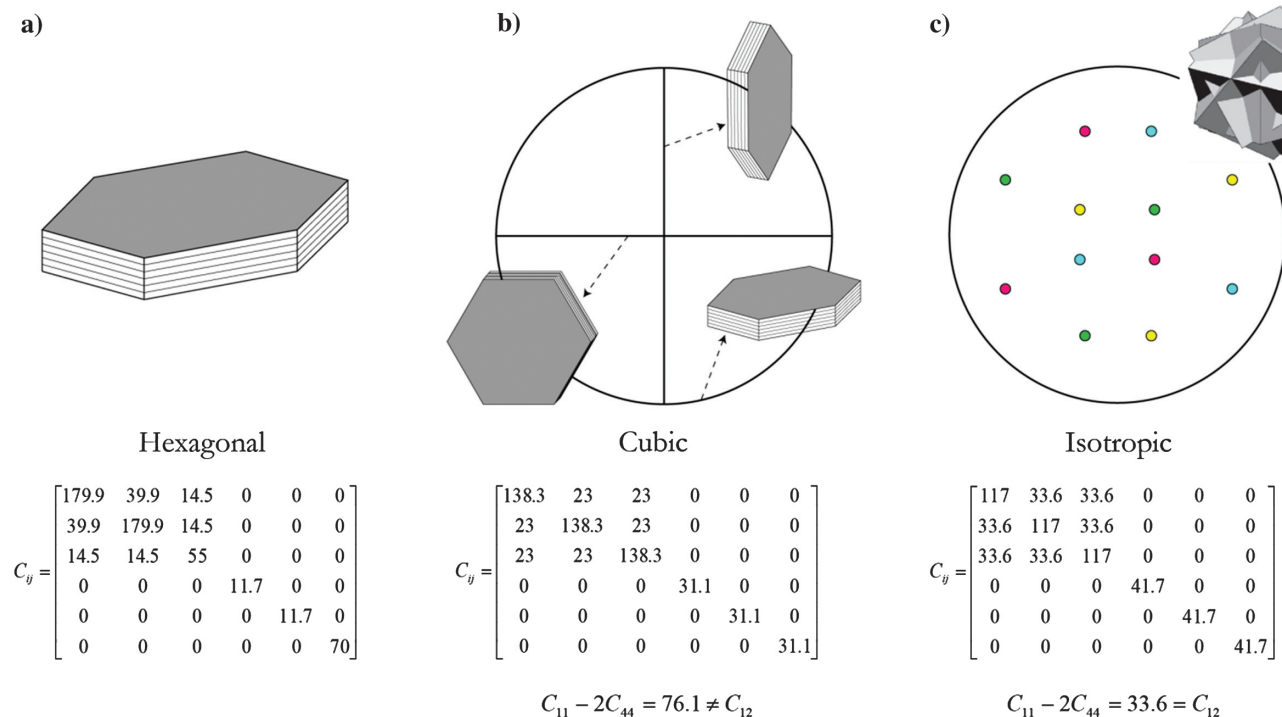 a)
b)
c)
Hexagonal
Cubic
Isotropic
179.9 39.9 14.5 0 0 0
39.9 179.9 14.5 0 0 0
14.5 14.5 55 0 0 0
C_ij =
0 0 0 11.7 0 0
0 0 0 0 11.7 0
0 0 0 0 0 70
138.3 23 23 0 0 0
23 138.3 23 0 0 0
23 23 138.3 0 0 0
C_ij =
0 0 0 31.1 0 0
0 0 0 0 31.1 0
0 0 0 0 0 31.1
C₁₁ − 2C₄₄ = 76.1 ≠ C₁₂
117 33.6 33.6 0 0 0
33.6 117 33.6 0 0 0
33.6 33.6 117 0 0 0
C_ij =
0 0 0 41.7 0 0
0 0 0 0 41.7 0
0 0 0 0 0 41.7
C₁₁ − 2C₄₄ = 33.6 = C₁₂